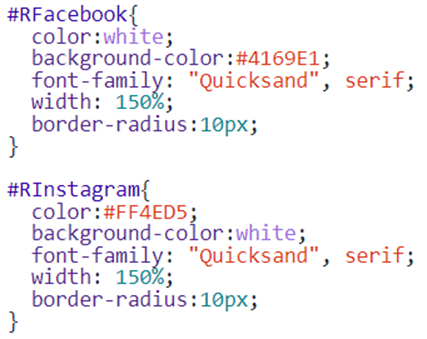 #RFacebook{
color:white;
background-color:#4169E1;
font-family: "Quicksand", serif;
width: 150%;
border-radius:10px;
}
#RInstagram{
color:#FF4ED5;
background-color:white;
font-family: "Quicksand", serif;
width: 150%;
border-radius:10px;
}